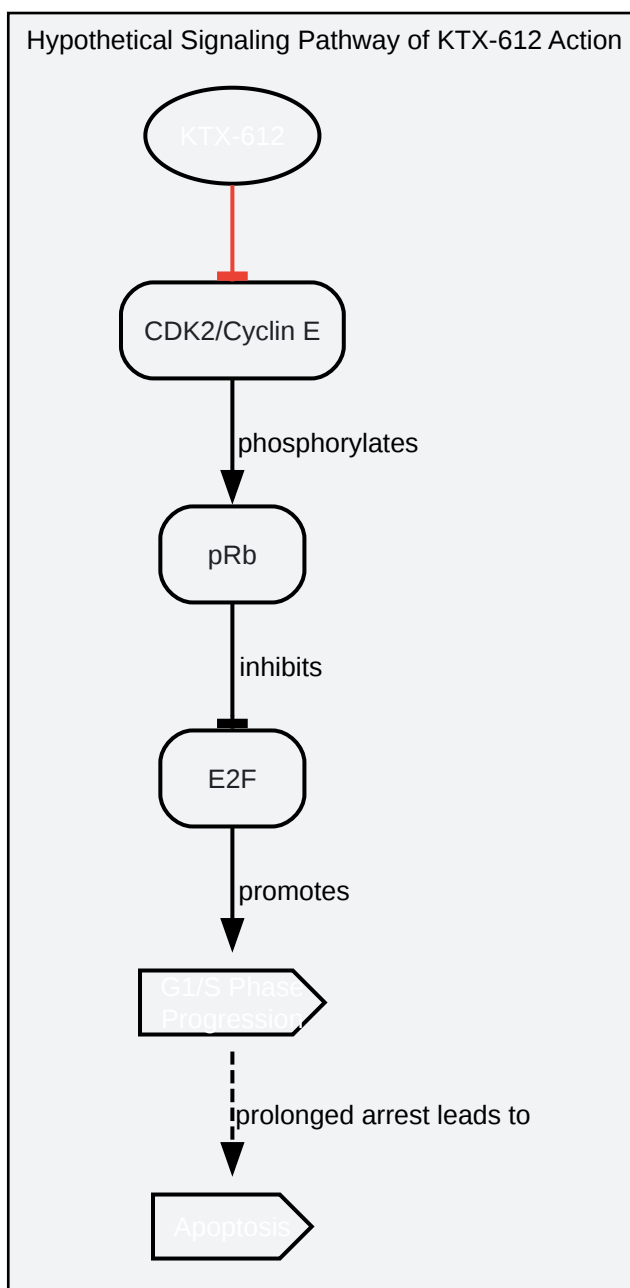 Hypothetical Signaling Pathway of KTX-612 Action
KTX-612
CDK2/Cyclin E
phosphorylates
pRb
inhibits
E2F
promotes
G1/S Phase
Progression
prolonged arrest leads to
Apoptosis